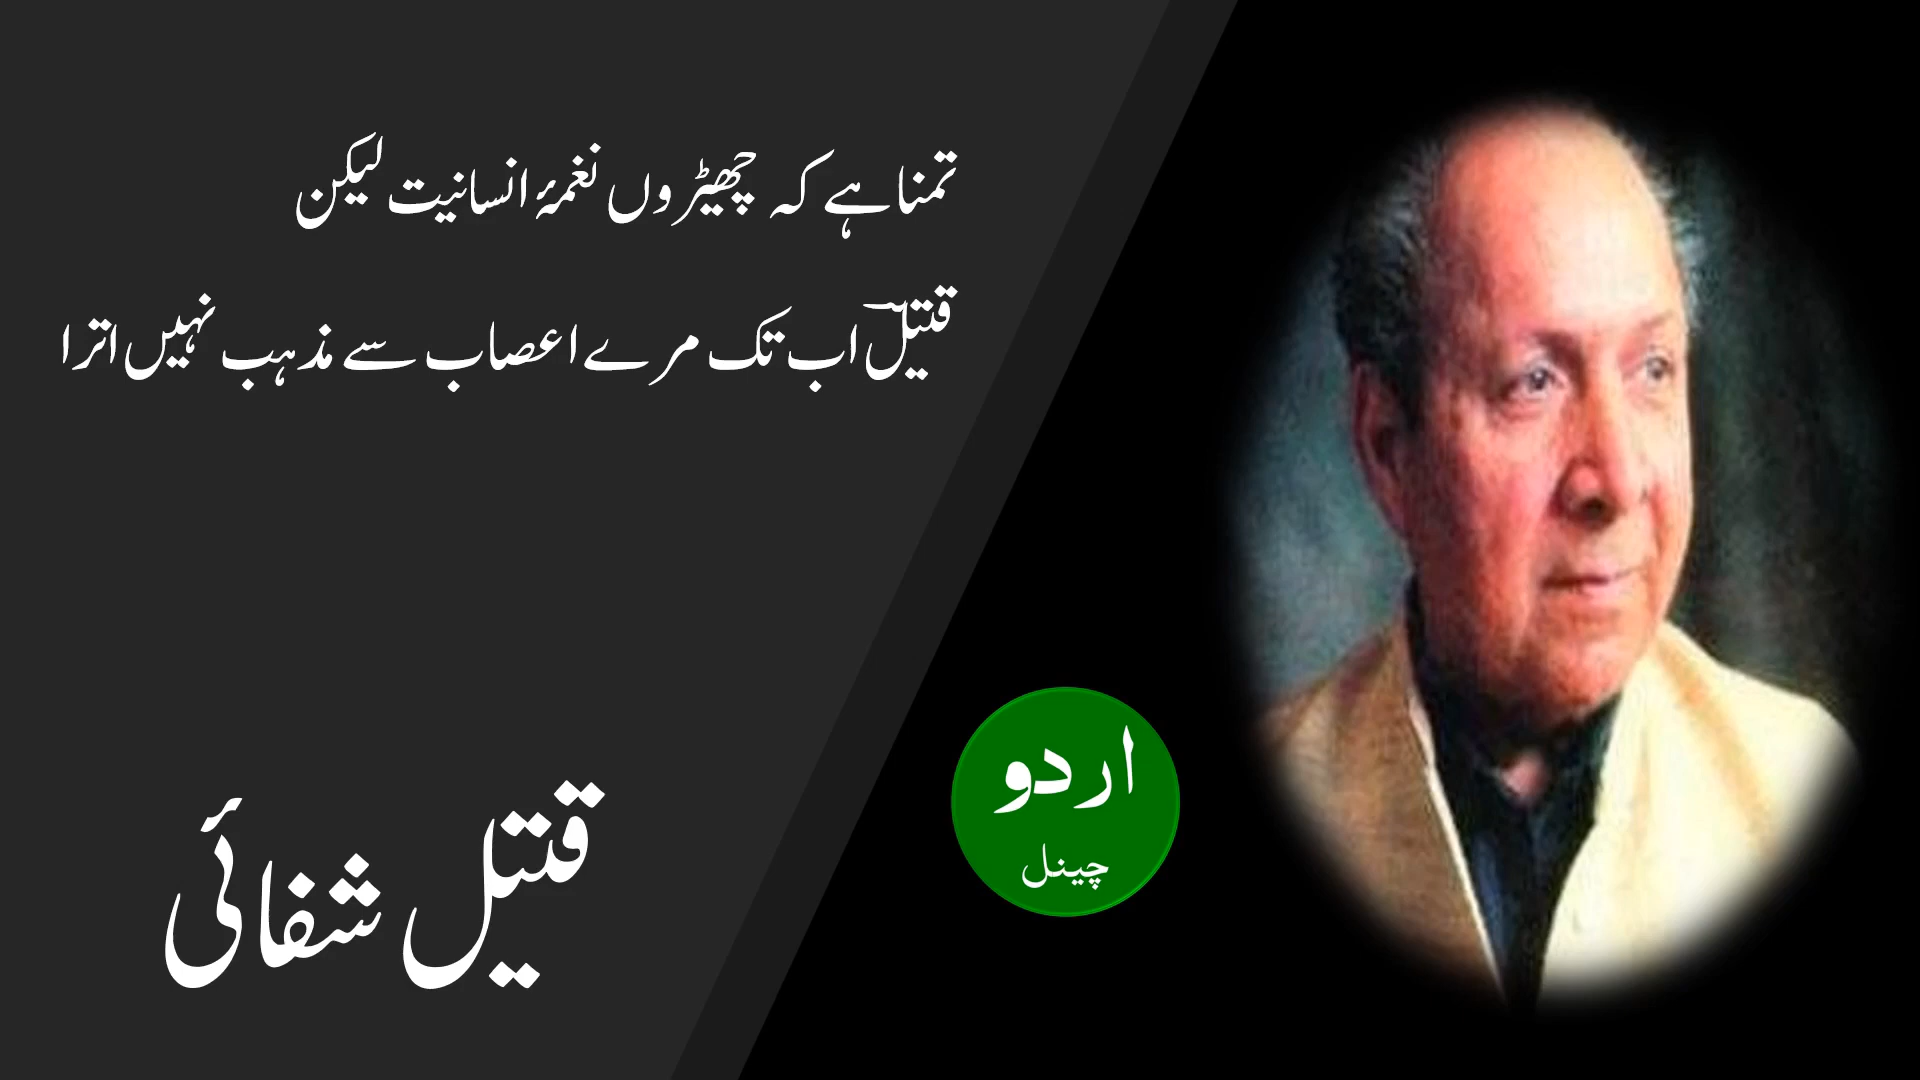 تمنا ہے کہ چھیڑوں نغمۂ انسانیت لیکن
قتیلؔ اب تک مرے اعصاب سے مذہب نہیں اترا
قتیل شفائی
اردو
چینل